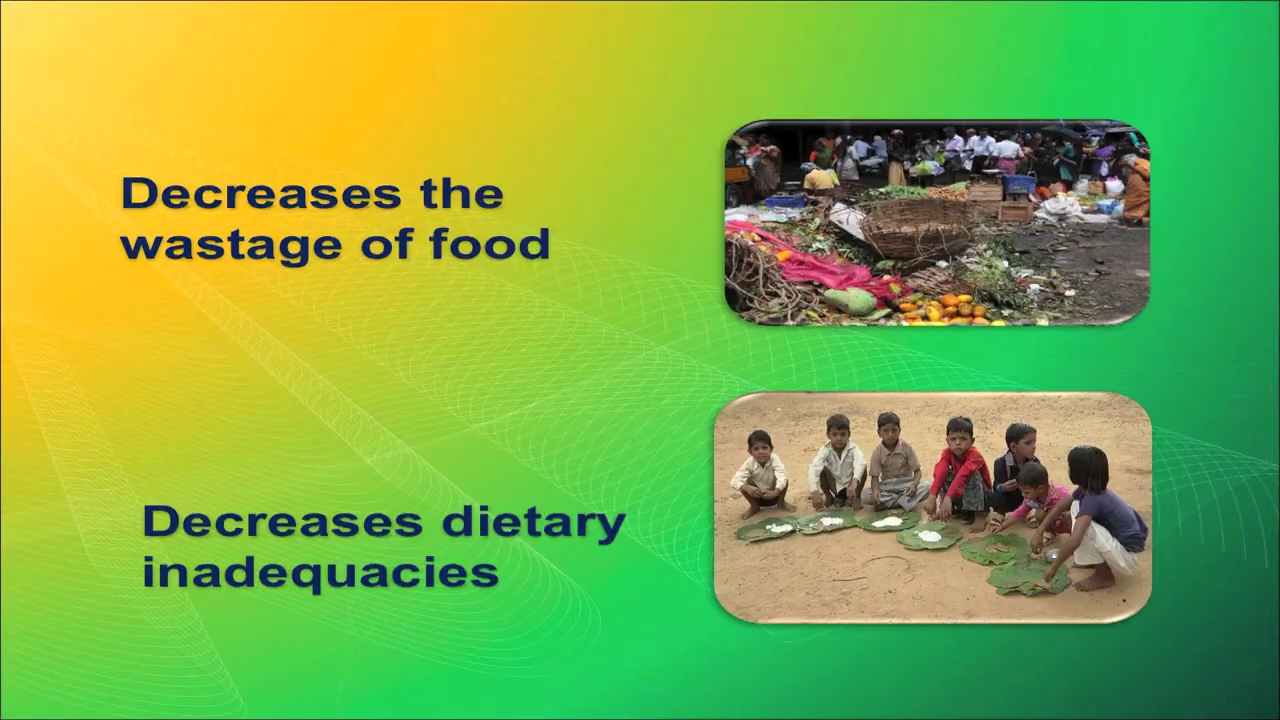 Decreases the
wastage of food
Decreases dietary
inadequacies